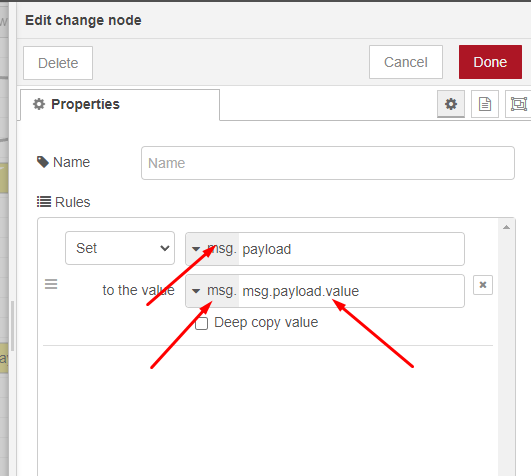 Edit change node
Delete
Cancel
Done
Properties
Name
Name
Rules
Set
msg. payload
to the value
msg. msg.payload.value
Deep copy value